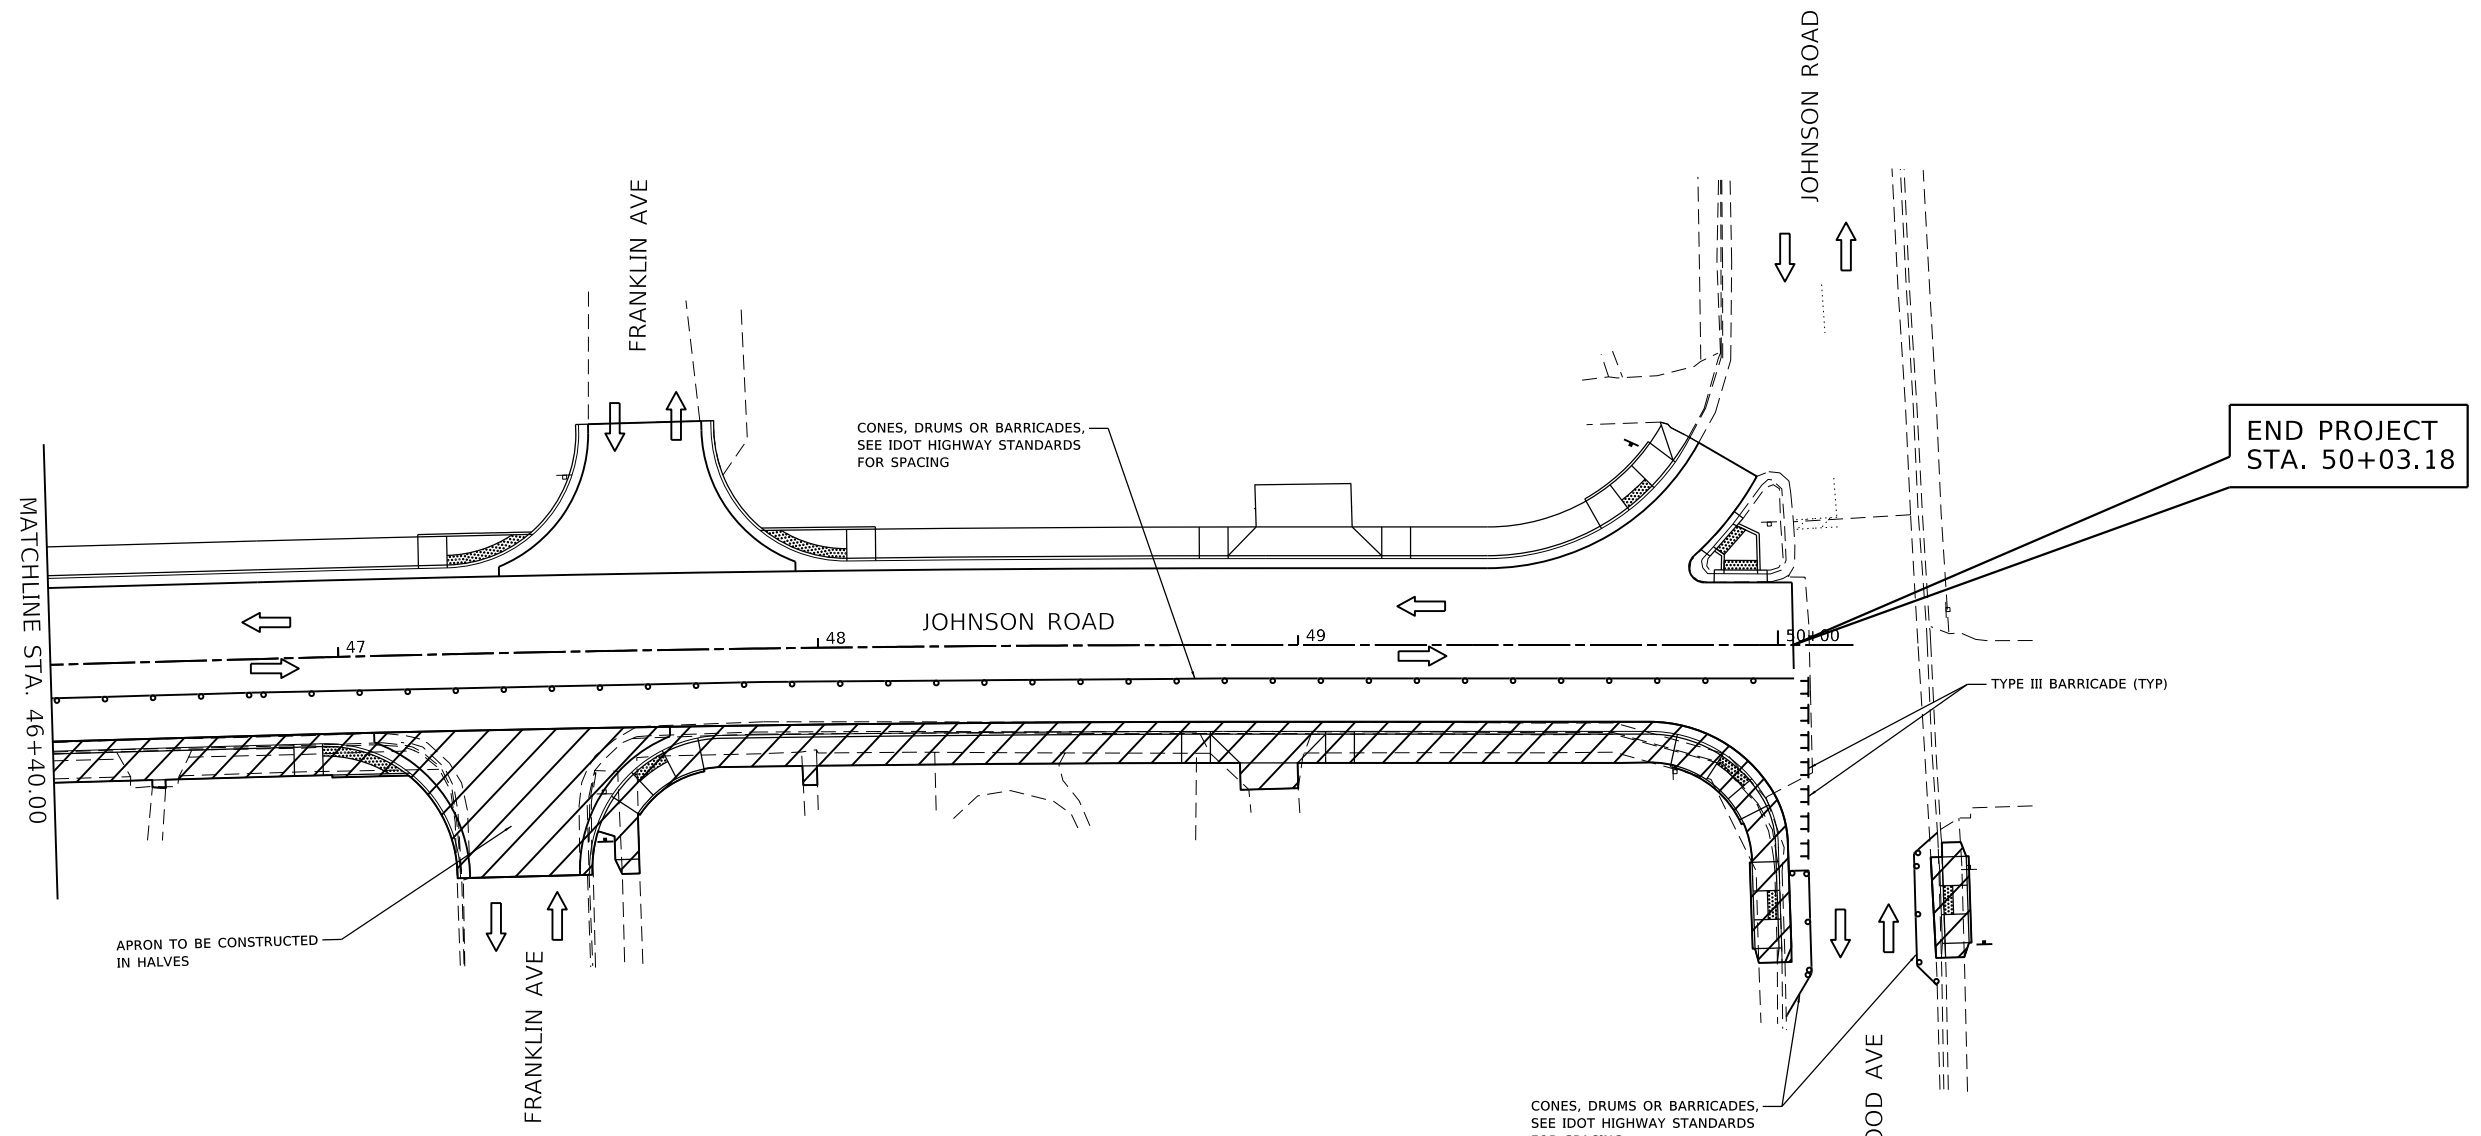 JOHNSON ROAD
FRANKLIN AVE
CONES, DRUMS OR BARRICADES,
SEE IDOT HIGHWAY STANDARDS
FOR SPACING
END PROJECT
STA. 50+03.18
MATCHLINE STA. 46+40.00
JOHNSON ROAD
47
48
49
50+00
TYPE III BARRICADE (TYP)
APRON TO BE CONSTRUCTED
IN HALVES
FRANKLIN AVE
CONES, DRUMS OR BARRICADES,
SEE IDOT HIGHWAY STANDARDS
AVE